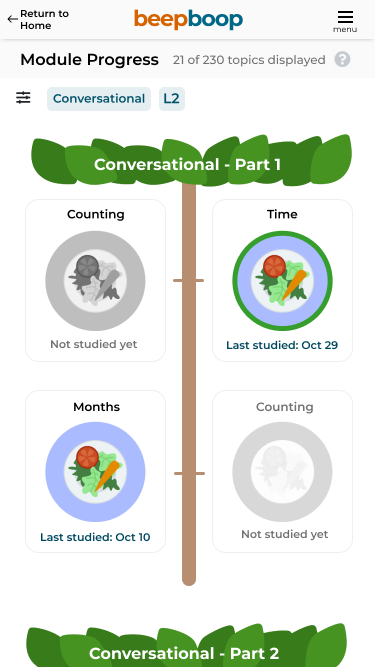 Return to
Home
beepboop
menu
Module Progress 21 of 230 topics displayed ?
Conversational L2
Conversational - Part 1
Counting
Not studied yet
Time
Last studied: Oct 29
Months
Last studied: Oct 10
Counting
Not studied yet
Conversational - Part 2